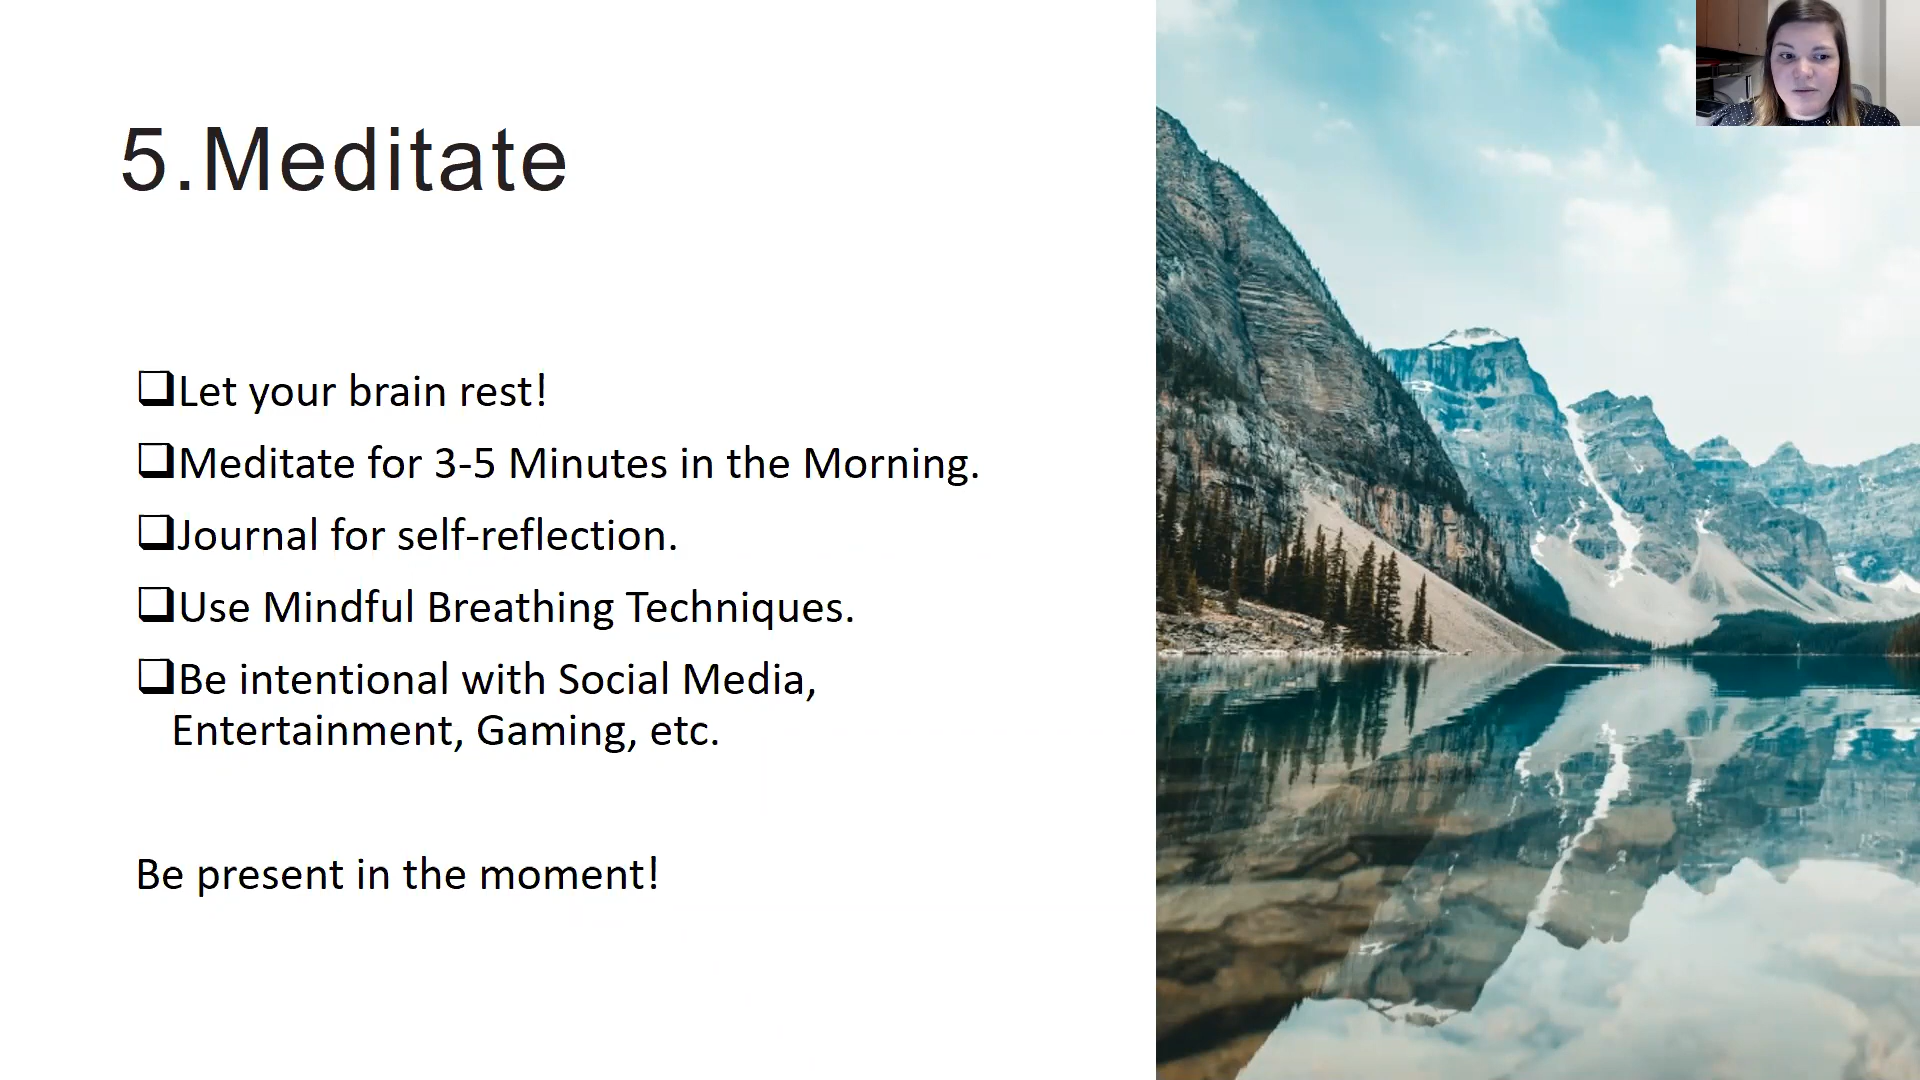 5.Meditate
❑Let your brain rest!
❑Meditate for 3-5 Minutes in the Morning.
❑Journal for self-reflection.
❑Use Mindful Breathing Techniques.
❑Be intentional with Social Media,
Entertainment, Gaming, etc.
Be present in the moment!